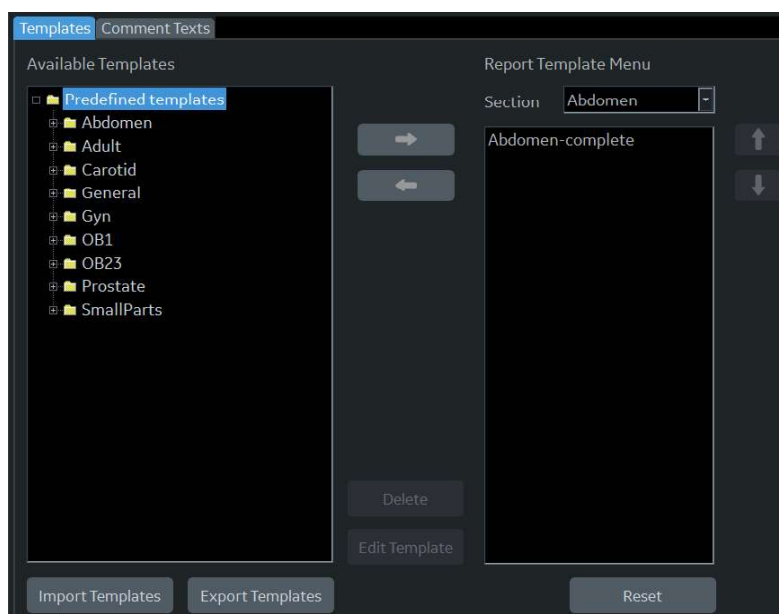 Templates Comment Texts
Available Templates
Predefined templates
Abdomen
Adult
Carotid
General
Gyn
OB1
OB23
Prostate
SmallParts
Import Templates
Export Templates
Delete
Edit Template
Report Template Menu
Section Abdomen
Abdomen-complete
Reset